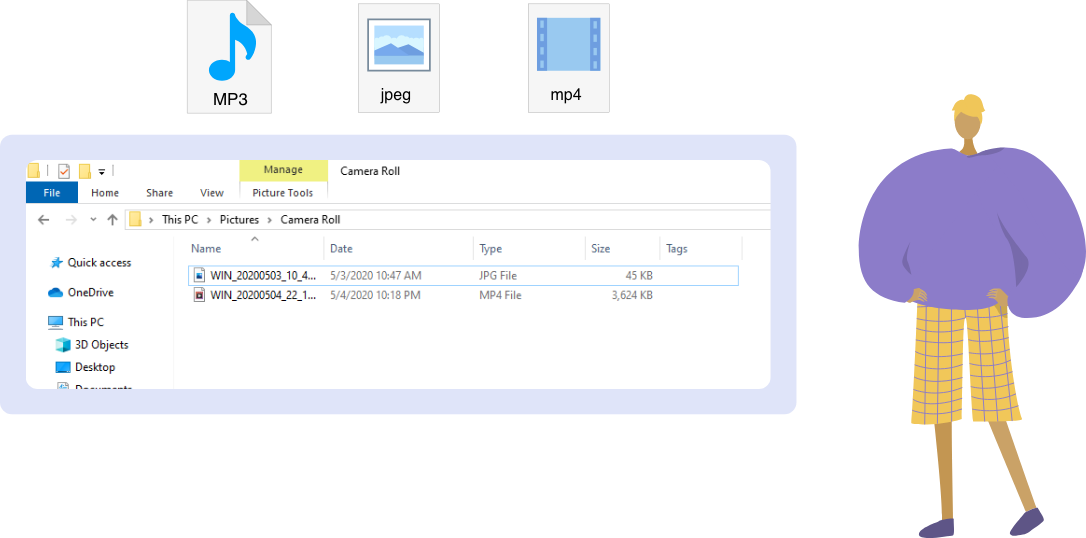 MP3 jpeg mp4
Manage Camera Roll
File Home Share View Picture Tools
This PC Pictures Camera Roll
Name Date Type Size Tags
Quick access
WIN_20200503_10_4... 5/3/2020 10:47 AM JPG File 45 KB
OneDrive
WIN_20200504_22_1... 5/4/2020 10:18 PM MP4 File 3,624 KB
This PC
3D Objects
Desktop
Documents